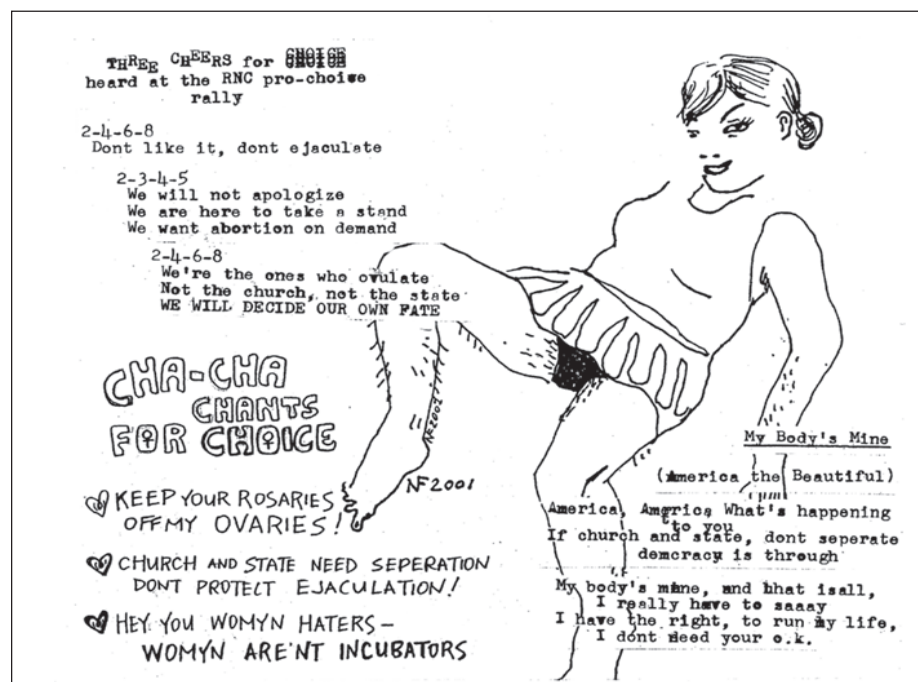 THREE CHEERS for CHOICE
heard at the RNC pro-choice
rally
2-4-6-8
Dont like it, dont ejaculate
2-3-4-5
We will not apologize
We are here to take a stand
We want abortion on demand
2-4-6-8
We're the ones who ovulate
Not the church, not the state
WE WILL DECIDE OUR OWN FATE
CHA-CHA
CHANTS
FOR CHOICE
KEEP YOUR ROSARIES
OFF MY OVARIES!
CHURCH AND STATE NEED SEPERATION
DONT PROTECT EJACULATION!
HEY YOU WOMYN HATERS-
WOMYN ARE'NT INCUBATORS
NF2001
NF 2001
My Body's Mine
(America the Beautiful)
America, America What's happening
to you
If church and state, dont seperate
demcracy is through
My body's mine, and that isall,
I really have to saaay
I have the right, to run my life,
I dont need your o.k.